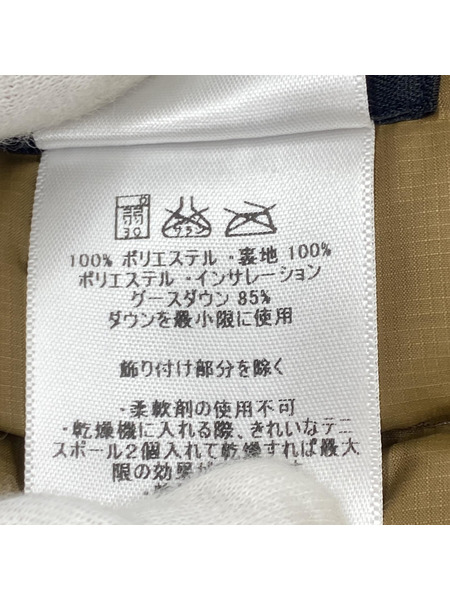 弱
30
サラシ
100% ポリエステル・裏地 100%
ポリエステル・インサレーション
グースダウン 85%
ダウンを最小限に使用
飾り付け部分を除く
・柔軟剤の使用不可
・乾燥機に入れる際、きれいなテニ
スボール2個入れて乾燥すれば最大
限の効果が